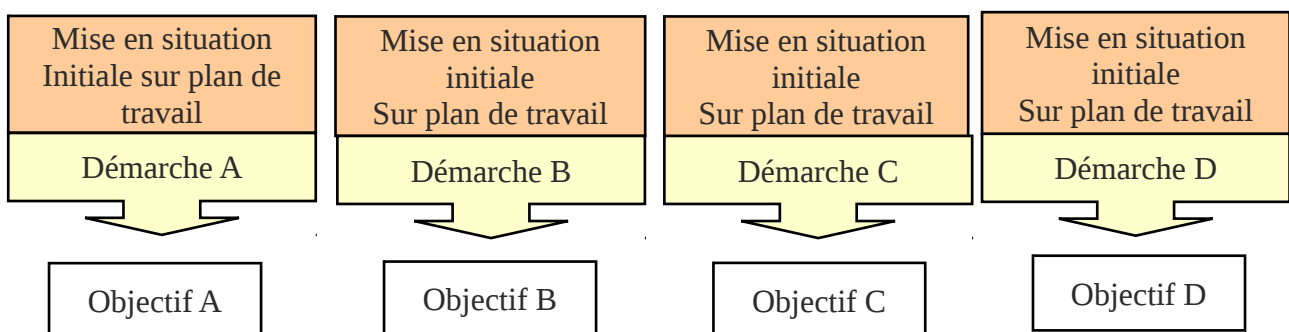 Mise en situation
Initiale sur plan de
travail
Démarche A
Objectif A
Mise en situation
initiale
Sur plan de travail
Démarche B
Objectif B
Mise en situation
initiale
Sur plan de travail
Démarche C
Objectif C
Mise en situation
initiale
Sur plan de travail
Démarche D
Objectif D